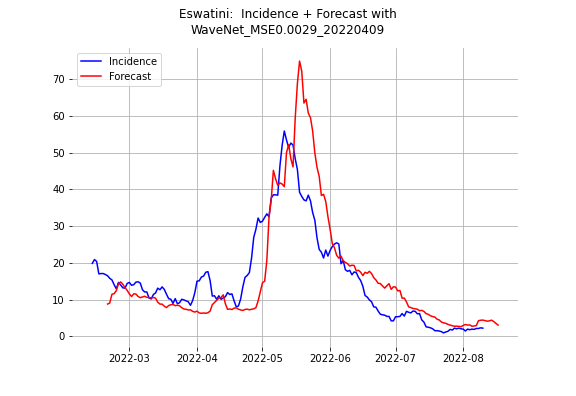 Eswatini:  Incidence + Forecast with
WaveNet_MSE0.0029_20220409
Incidence
Forecast
70
60
50
40
30
20
10
0
2022-03 2022-04 2022-05 2022-06 2022-07 2022-08